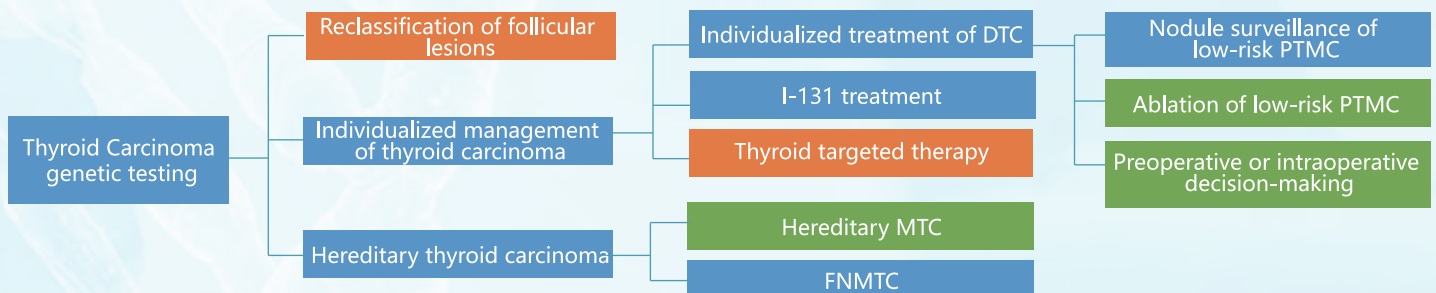 Thyroid Carcinoma
genetic testing
Reclassification of follicular
lesions
Individualized management
of thyroid carcinoma
Hereditary thyroid carcinoma
Individualized treatment of DTC
I-131 treatment
Thyroid targeted therapy
Hereditary MTC
FNMTC
Nodule surveillance of
low-risk PTMC
Ablation of low-risk PTMC
Preoperative or intraoperative
decision-making